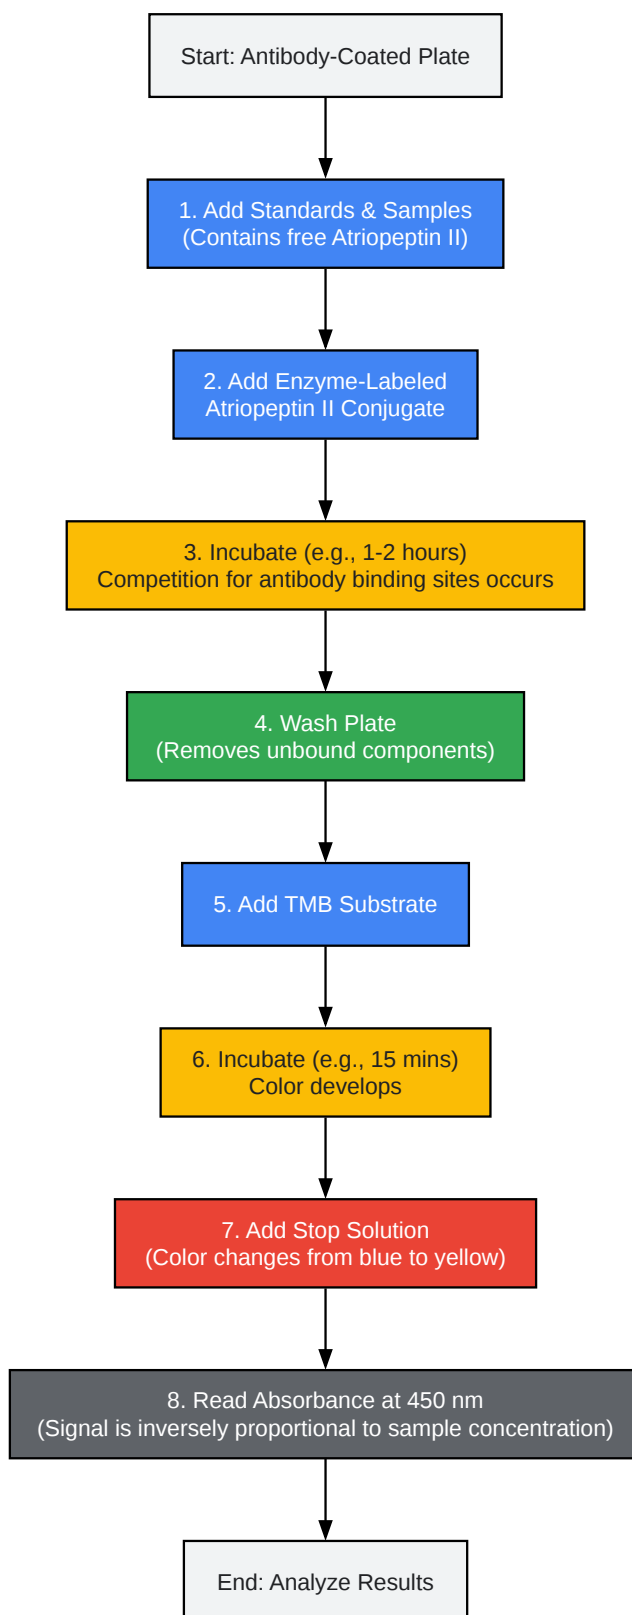 Start: Antibody-Coated Plate
1. Add Standards & Samples
(Contains free Atriopeptin II)
2. Add Enzyme-Labeled
Atriopeptin II Conjugate
3. Incubate (e.g., 1-2 hours)
Competition for antibody binding sites occurs
4. Wash Plate
(Removes unbound components)
5. Add TMB Substrate
6. Incubate (e.g., 15 mins)
Color develops
7. Add Stop Solution
(Color changes from blue to yellow)
8. Read Absorbance at 450 nm
(Signal is inversely proportional to sample concentration)
End: Analyze Results